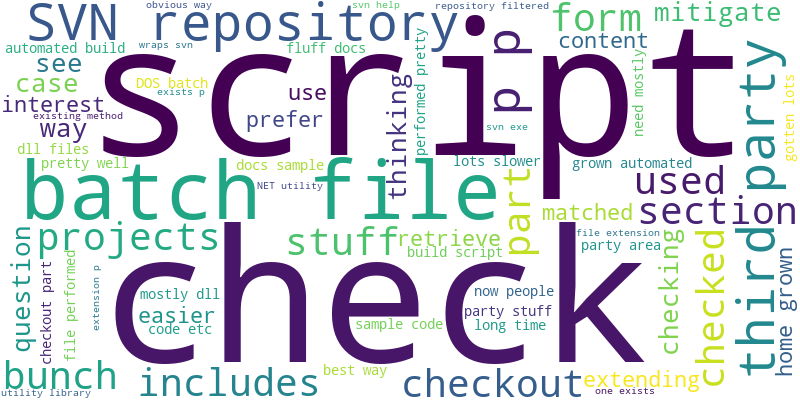 obvious way
svn help
repository filtered
SVN repository
form
mitigate
automated build
wraps svn
fluff docs
content
see
script
p p
party
case
DOS batch
exists p
use
thinking
performed pretty
need mostly
gotten lots
interest
existing method
prefer
svn exe
way
dll files
pretty well
docs sample
lots slower
grown automated
batch file
NET utility
part
used
matched
section
question
projects
stuff
retrieve
file extension
party area
third
checkout part
file performed
extension p
check
build script
checking
checked
home grown
mostly dll
now people
easier
party stuff
code etc
sample code
long time
bunch
includes
best way
checkout
extending
utility library
one exists